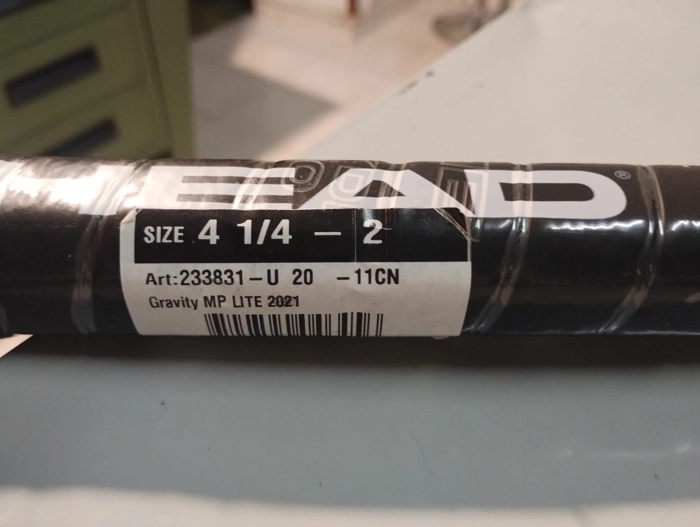 HEAD®
SIZE 4 1/4 - 2
Art:233831-U 20 -11CN
Gravity MP LITE 2021